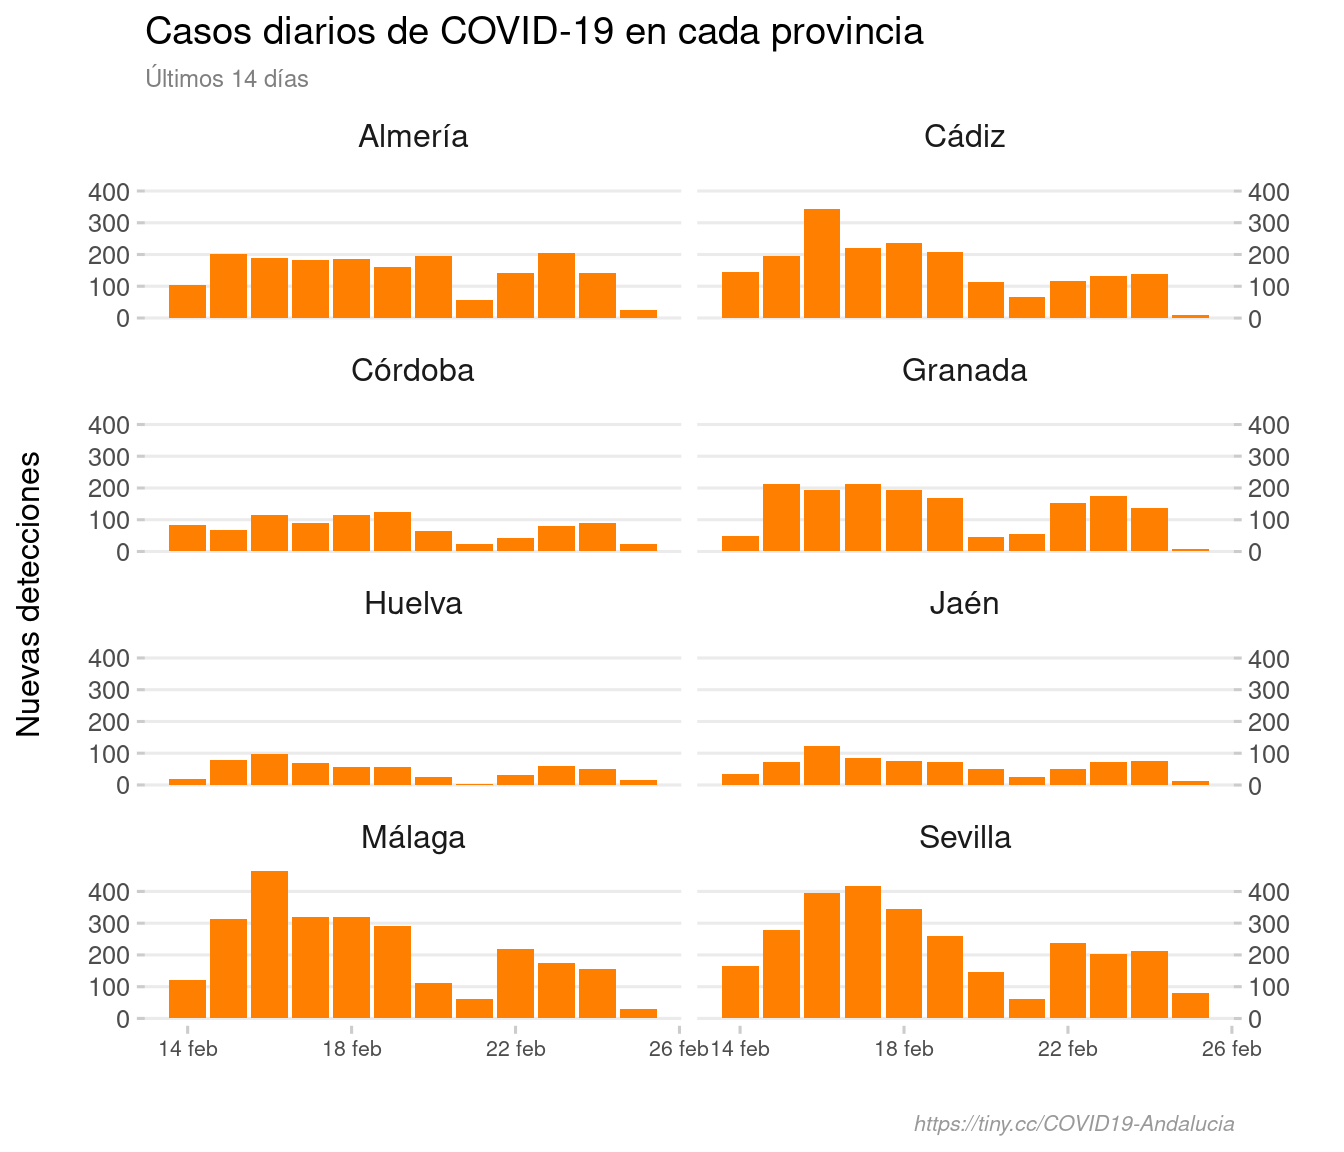 Casos diarios de COVID-19 en cada provincia
Últimos 14 días
Nuevas detecciones
Almería
Cádiz
400
300
200
100
0
400
300
200
100
0
Córdoba
Granada
400
300
200
100
0
400
300
200
100
0
Huelva
Jaén
400
300
200
100
0
400
300
200
100
0
Málaga
Sevilla
400
300
200
100
0
400
300
200
100
0
14 feb 18 feb 22 feb 26 feb
14 feb 18 feb 22 feb 26 feb
https://tiny.cc/COVID19-Andalucia